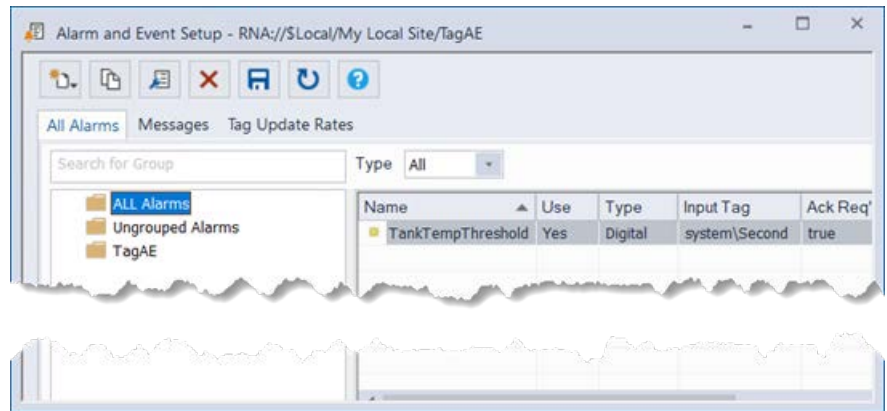 Alarm and Event Setup - RNA://$Local/My Local Site/TagAE
All Alarms Messages Tag Update Rates
Search for Group Type All
ALL Alarms
Ungrouped Alarms
TagAE
Name Use Type Input Tag Ack Req'
TankTempThreshold Yes Digital system\Second true